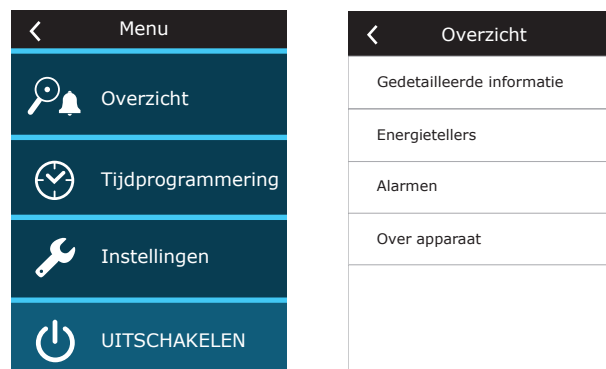 Menu
Overzicht
Tijdprogrammering
Instellingen
UITSCHAKELEN
Overzicht
Gedetailleerde informatie
Energietellers
Alarmen
Over apparaat